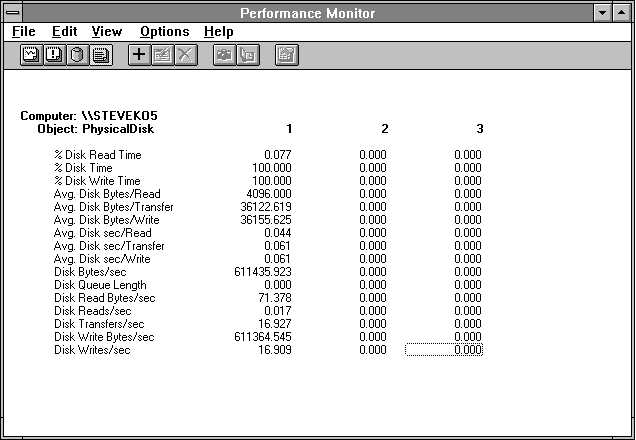 Performance Monitor
File Edit View Options Help
Computer: \\STEVEKO5
Object: PhysicalDisk 1 2 3
% Disk Read Time 0.077 0.000 0.000
% Disk Time 100.000 0.000 0.000
% Disk Write Time 100.000 0.000 0.000
Avg. Disk Bytes/Read 4096.000 0.000 0.000
Avg. Disk Bytes/Transfer 36122.619 0.000 0.000
Avg. Disk Bytes/Write 36155.625 0.000 0.000
Avg. Disk sec/Read 0.044 0.000 0.000
Avg. Disk sec/Transfer 0.061 0.000 0.000
Avg. Disk sec/Write 0.061 0.000 0.000
Disk Bytes/sec 611435.923 0.000 0.000
Disk Queue Length 0.000 0.000 0.000
Disk Read Bytes/sec 71.378 0.000 0.000
Disk Reads/sec 0.017 0.000 0.000
Disk Transfers/sec 16.927 0.000 0.000
Disk Write Bytes/sec 611364.545 0.000 0.000
Disk Writes/sec 16.909 0.000 0.000